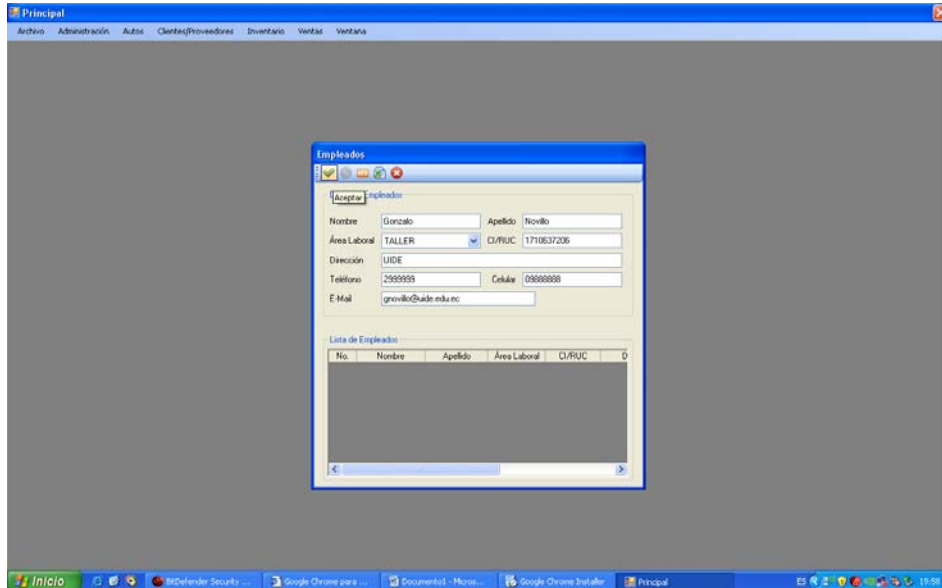 Principal
Archivo Administración Autos Clientes/Proveedores Inventario Ventas Ventana
Empleados
Aceptar Empleados
Nombre Gonzalo Apellido Novillo
Área Laboral TALLER CI/RUC 1710637206
Dirección UIDE
Teléfono 2999999 Celular 09888888
E-Mail gnovillo@uide.edu.ec
Lista de Empleados
No. Nombre Apellido Área Laboral CI/RUC D
Inicio BitDefender Security ... Google Chrome para ... Documento1 - Micros... Google Chrome Installer Principal ES 19:58